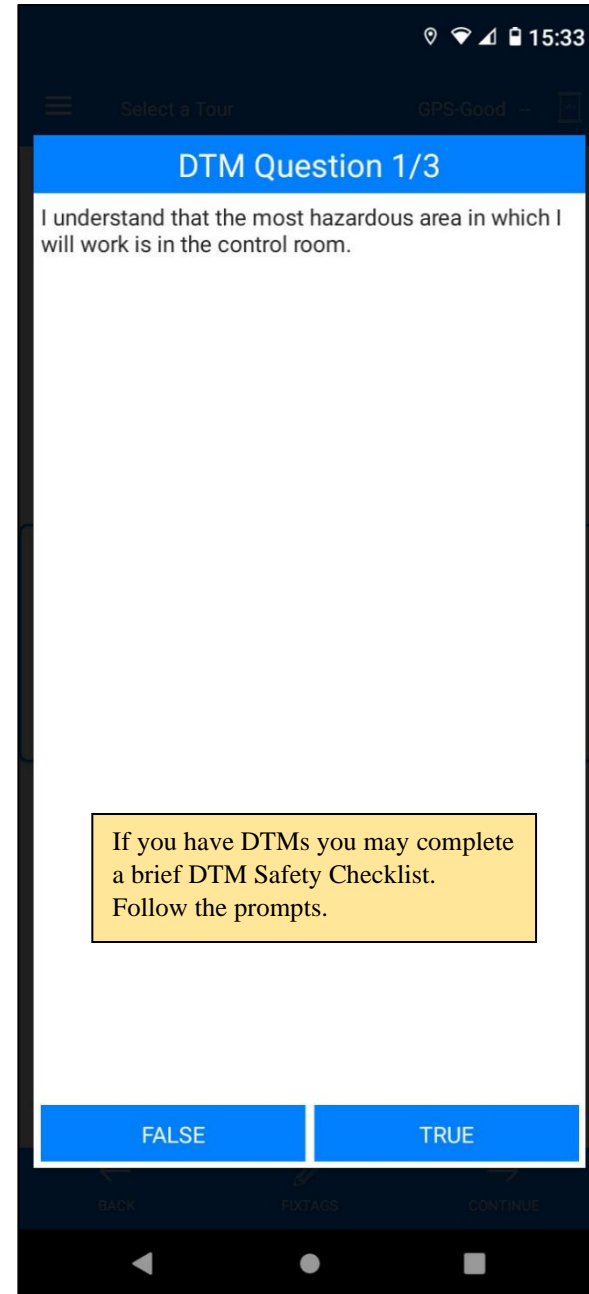 15:33
Select a Tour GPS-Good –
DTM Question 1/3
I understand that the most hazardous area in which I
will work is in the control room.
If you have DTMs you may complete
a brief DTM Safety Checklist.
Follow the prompts.
FALSE TRUE
BACK FIXTAGS CONTINUE